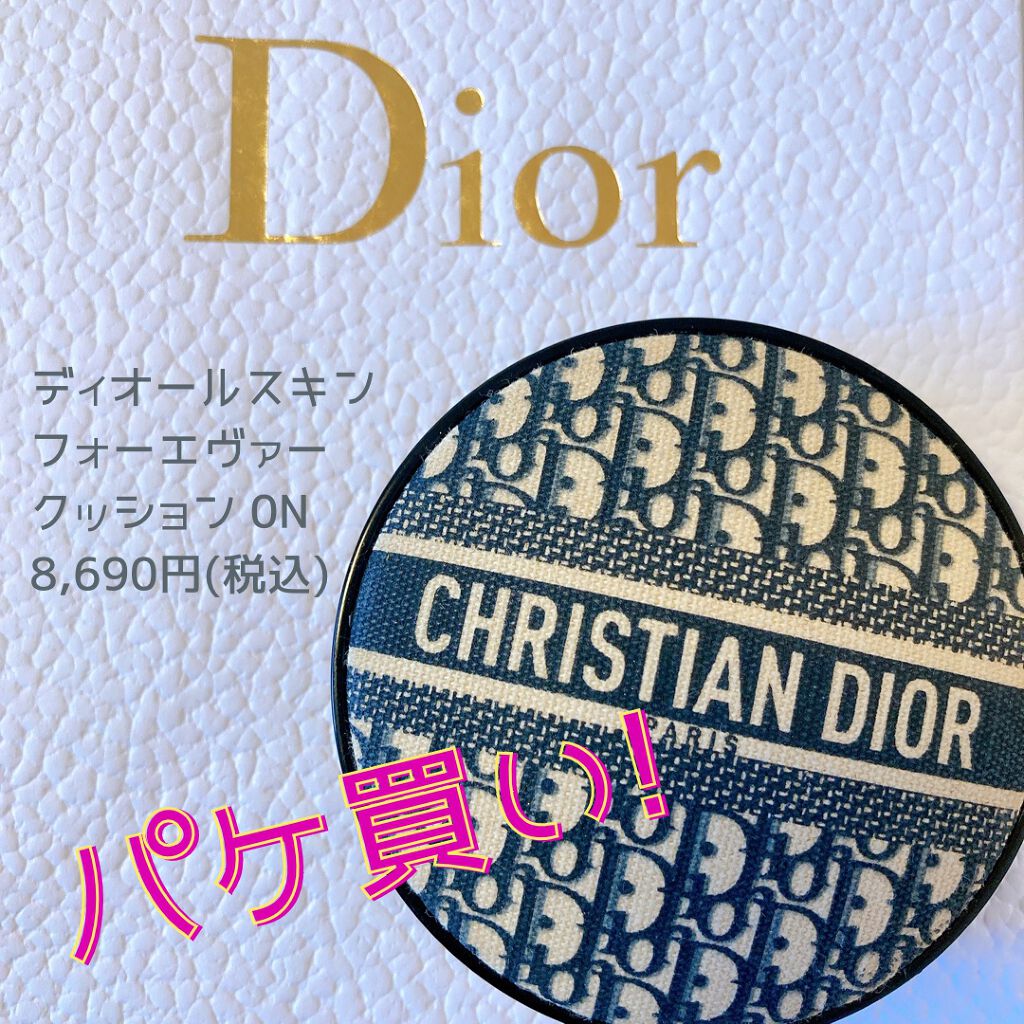 Dior
ディオールスキン
フォーエヴァー
クッション 0N
8,690円(税込)
CHRISTIAN DIOR
PARIS
パケ買い!